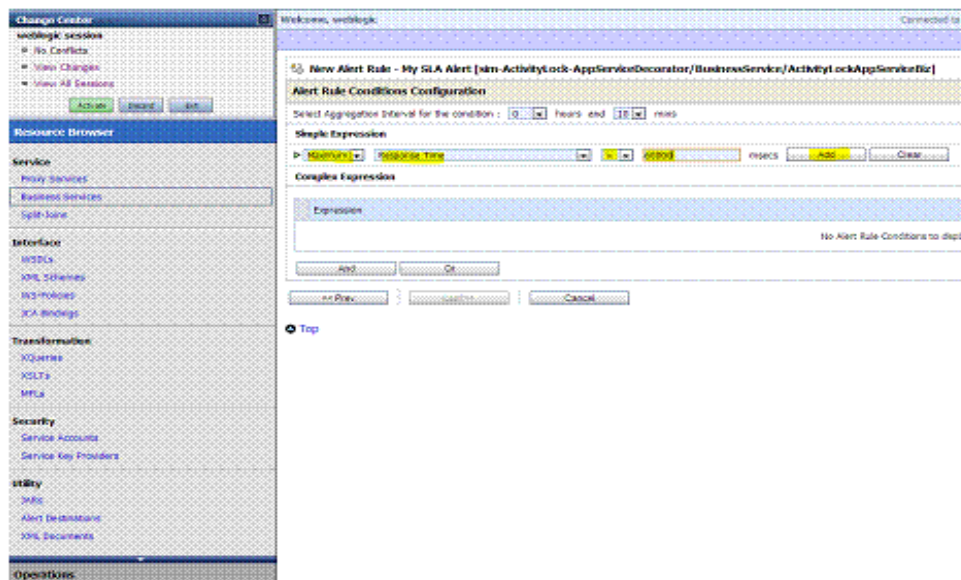 Change Center
weblogic session
No Conflicts
View Changes
View All Sessions
Activate Discard Exit
Resource Browser
Service
Proxy Services
Business Services
Split-Joins
Interface
WSDLs
XML Schemas
WS-Policies
JCA Bindings
Transformation
XQueries
XSLTs
MFLs
Security
Service Accounts
Service Key Providers
Utility
JARs
Alert Destinations
XML Documents
Operations
Welcome, weblogic Connected to
New Alert Rule - My SLA Alert [sim-ActivityLock-AppServiceDecorator/BusinessService/ActivityLockAppServiceBiz]
Alert Rule Conditions Configuration
Select Aggregation Interval for the condition : 0 hours and 10 mins
Simple Expression
Maximum Response Time msecs Add Clear
Complex Expression
Expression
No Alert Rule Conditions to displ
And Or
<< Prev Cancel
Top